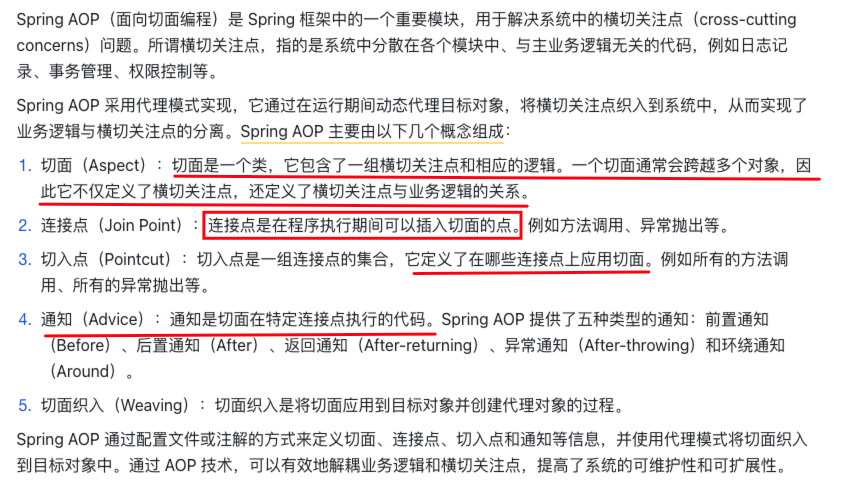 Spring AOP（面向切面编程）是 Spring 框架中的一个重要模块，用于解决系统中的横切关注点（cross-cutting
concerns）问题。所谓横切关注点，指的是系统中分散在各个模块中、与主业务逻辑无关的代码，例如日志记
录、事务管理、权限控制等。
Spring AOP 采用代理模式实现，它通过在运行期间动态代理目标对象，将横切关注点织入到系统中，从而实现了
业务逻辑与横切关注点的分离。Spring AOP 主要由以下几个概念组成：
1. 切面（Aspect）：切面是一个类，它包含了一组横切关注点和相应的逻辑。一个切面通常会跨越多个对象，因
此它不仅定义了横切关注点，还定义了横切关注点与业务逻辑的关系。
2. 连接点（Join Point）：连接点是在程序执行期间可以插入切面的点。例如方法调用、异常抛出等。
3. 切入点（Pointcut）：切入点是一组连接点的集合，它定义了在哪些连接点上应用切面。例如所有的方法调
用、所有的异常抛出等。
4. 通知（Advice）：通知是切面在特定连接点执行的代码。Spring AOP 提供了五种类型的通知：前置通知
（Before）、后置通知（After）、返回通知（After-returning）、异常通知（After-throwing）和环绕通知
（Around）。
5. 切面织入（Weaving）：切面织入是将切面应用到目标对象并创建代理对象的过程。
Spring AOP 通过配置文件或注解的方式来定义切面、连接点、切入点和通知等信息，并使用代理模式将切面织入
到目标对象中。通过 AOP 技术，可以有效地解耦业务逻辑和横切关注点，提高了系统的可维护性和可扩展性。